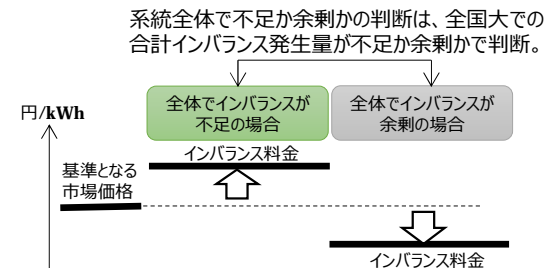 系統全体で不足か余剰かの判断は、全国大での
合計インバランス発生量が不足か余剰かで判断。
円/kWh
全体でインバランスが
不足の場合
全体でインバランスが
余剰の場合
インバランス料金
基準となる
市場価格
インバランス料金